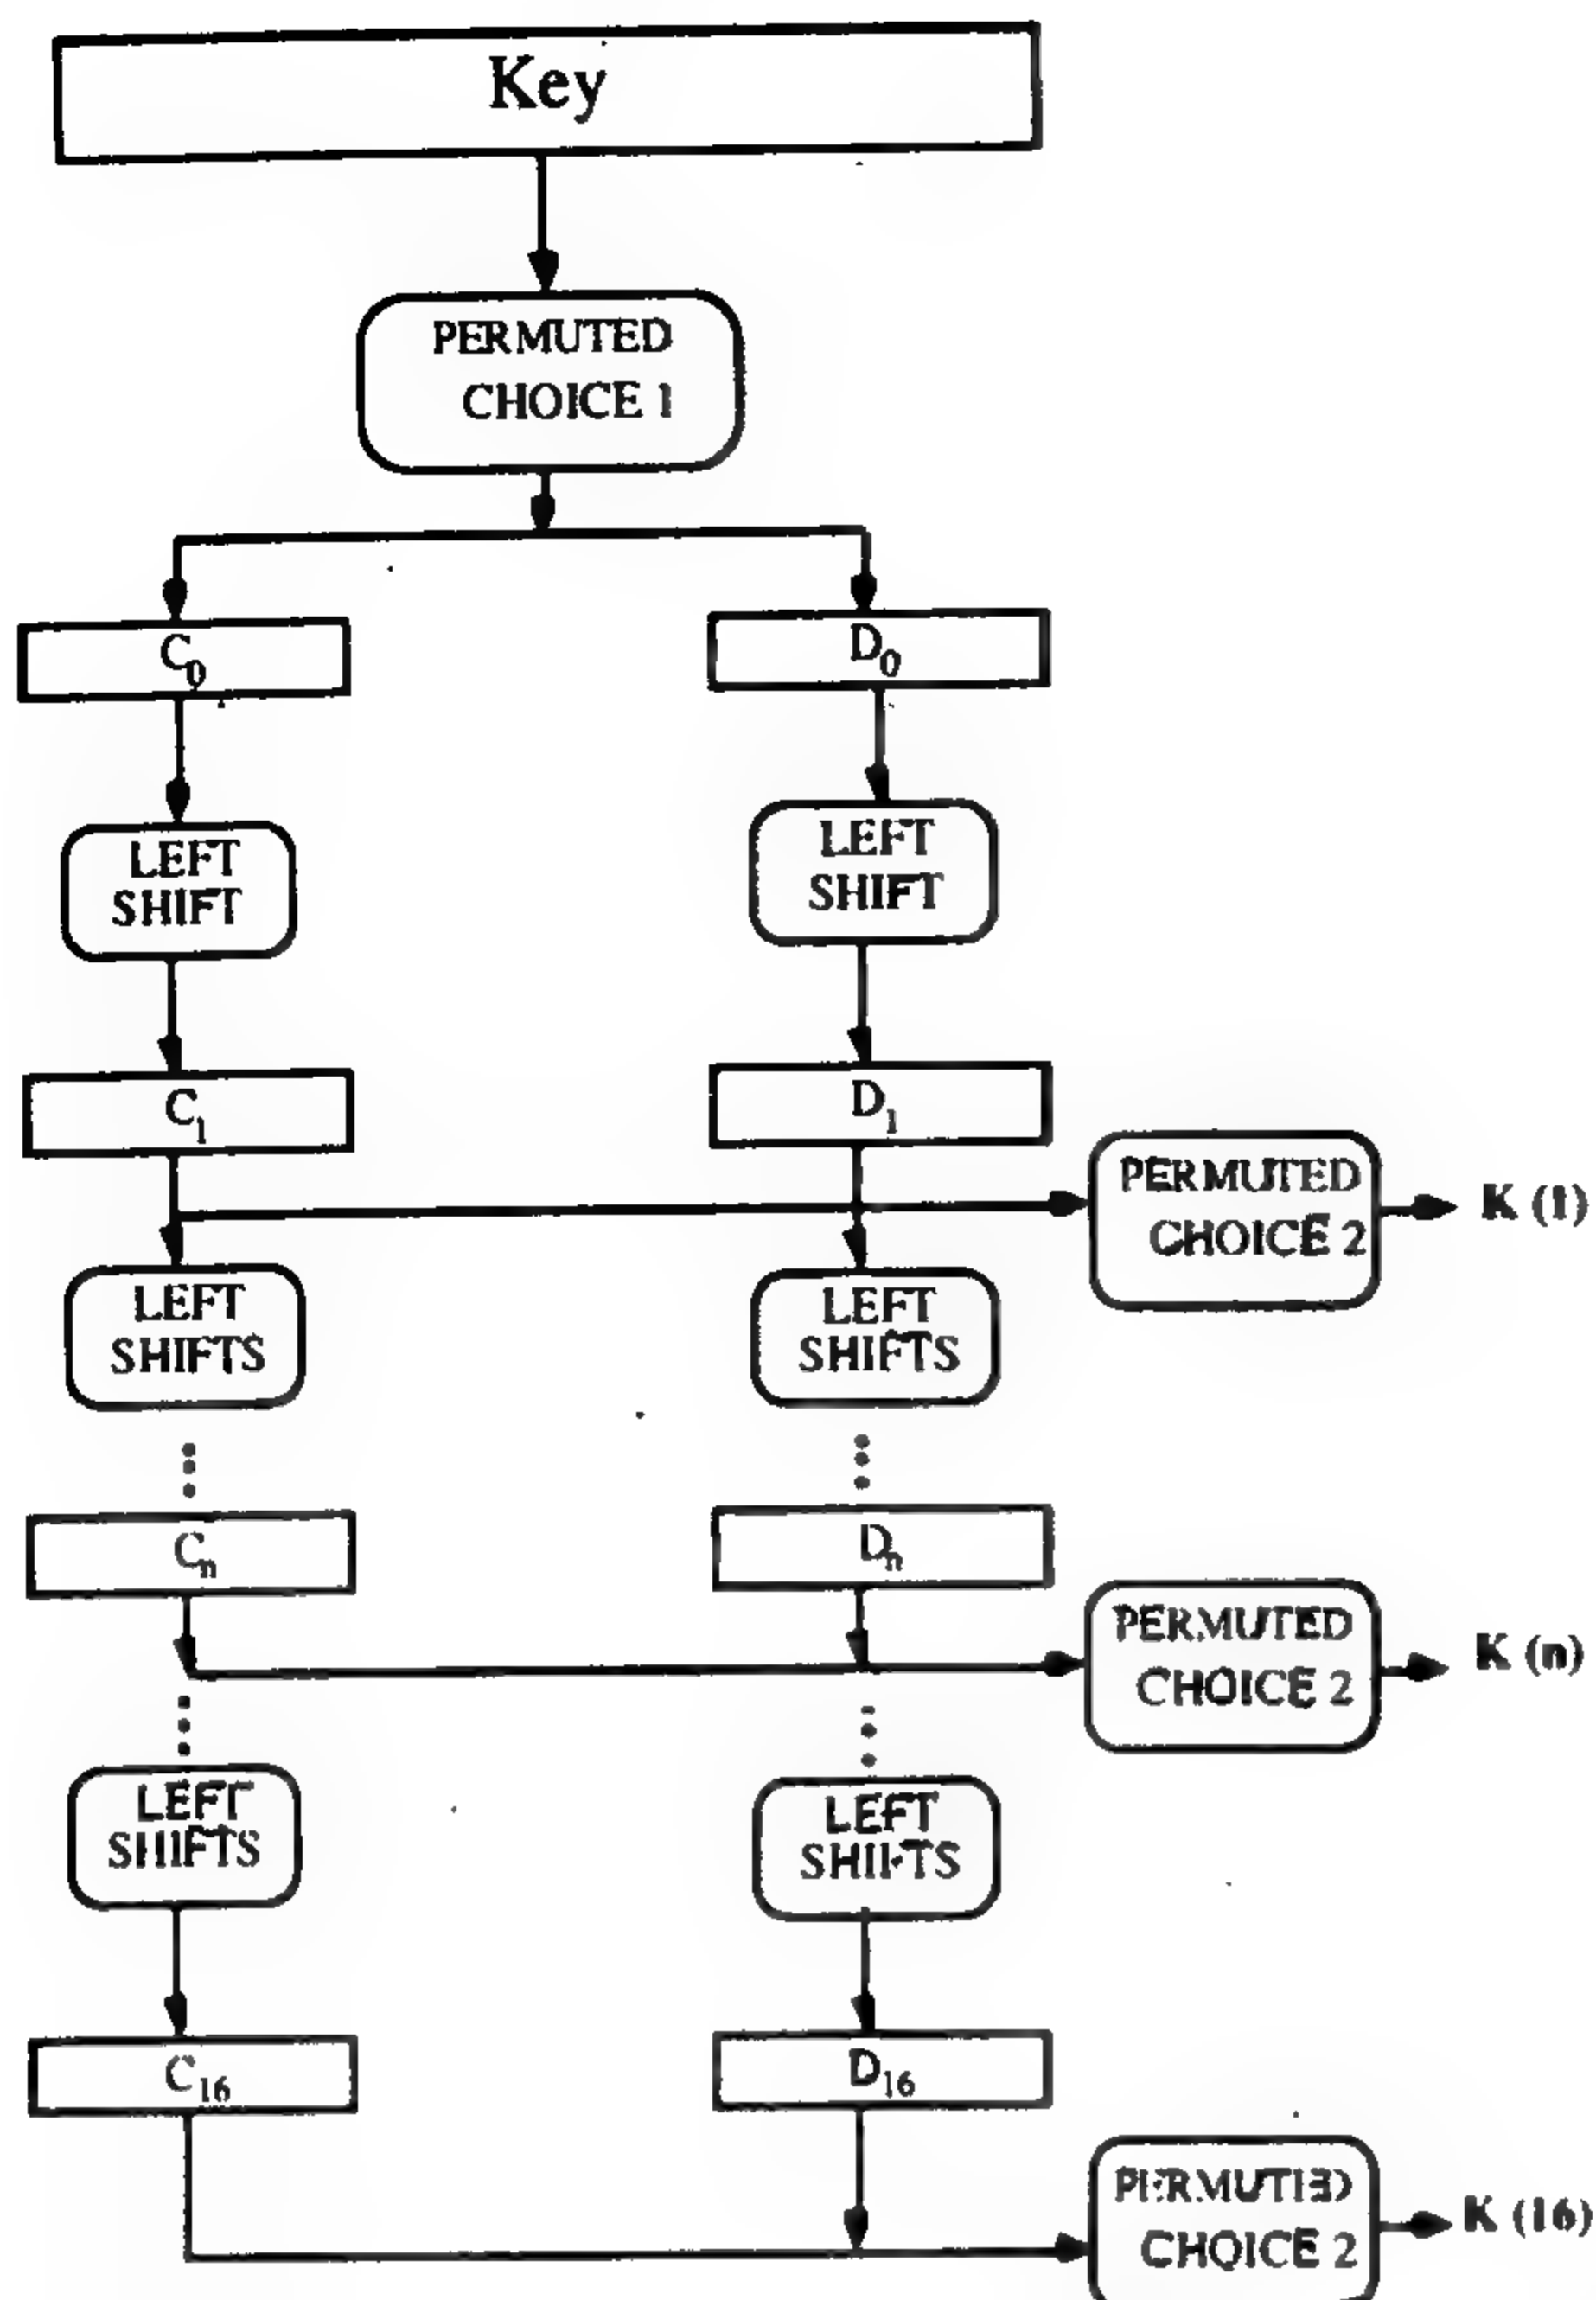 Key
PERMUTED
CHOICE 1
C0
D0
LEFT
SHIFT
LEFT
SHIFT
C1
D1
PERMUTED
CHOICE 2
K (1)
LEFT
SHIFTS
LEFT
SHIFTS
Cn
Dn
PERMUTED
CHOICE 2
K (n)
LEFT
SHIFTS
LEFT
SHIFTS
C16
D16
PERMUTED
CHOICE 2
K (16)